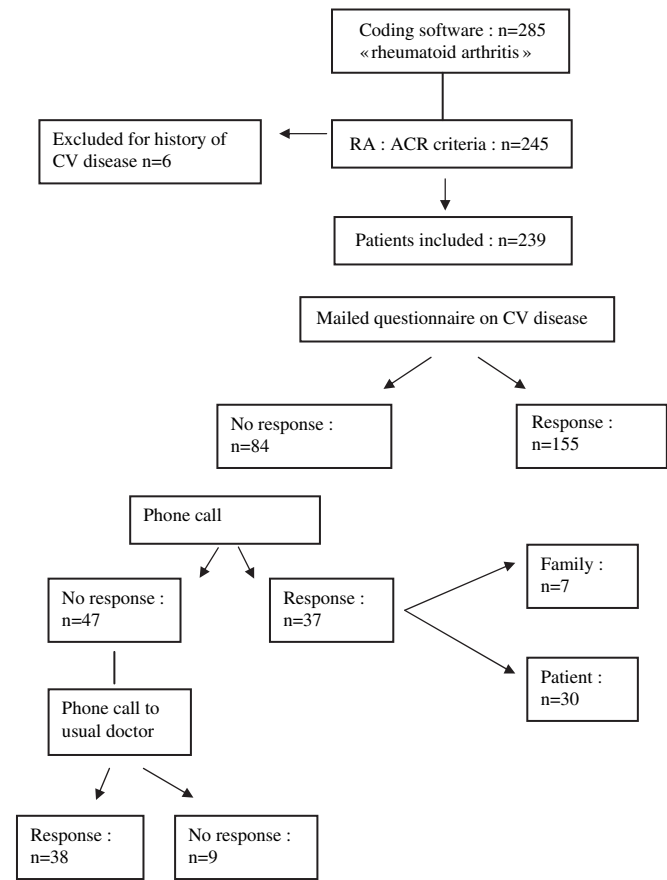 Coding software : n=285
«rheumatoid arthritis»
Excluded for history of
CV disease n=6
RA : ACR criteria : n=245
Patients included : n=239
Mailed questionnaire on CV disease
No response :
n=84
Response :
n=155
Phone call
No response :
n=47
Response :
n=37
Family :
n=7
Patient :
n=30
Phone call to
usual doctor
Response :
n=38
No response :
n=9